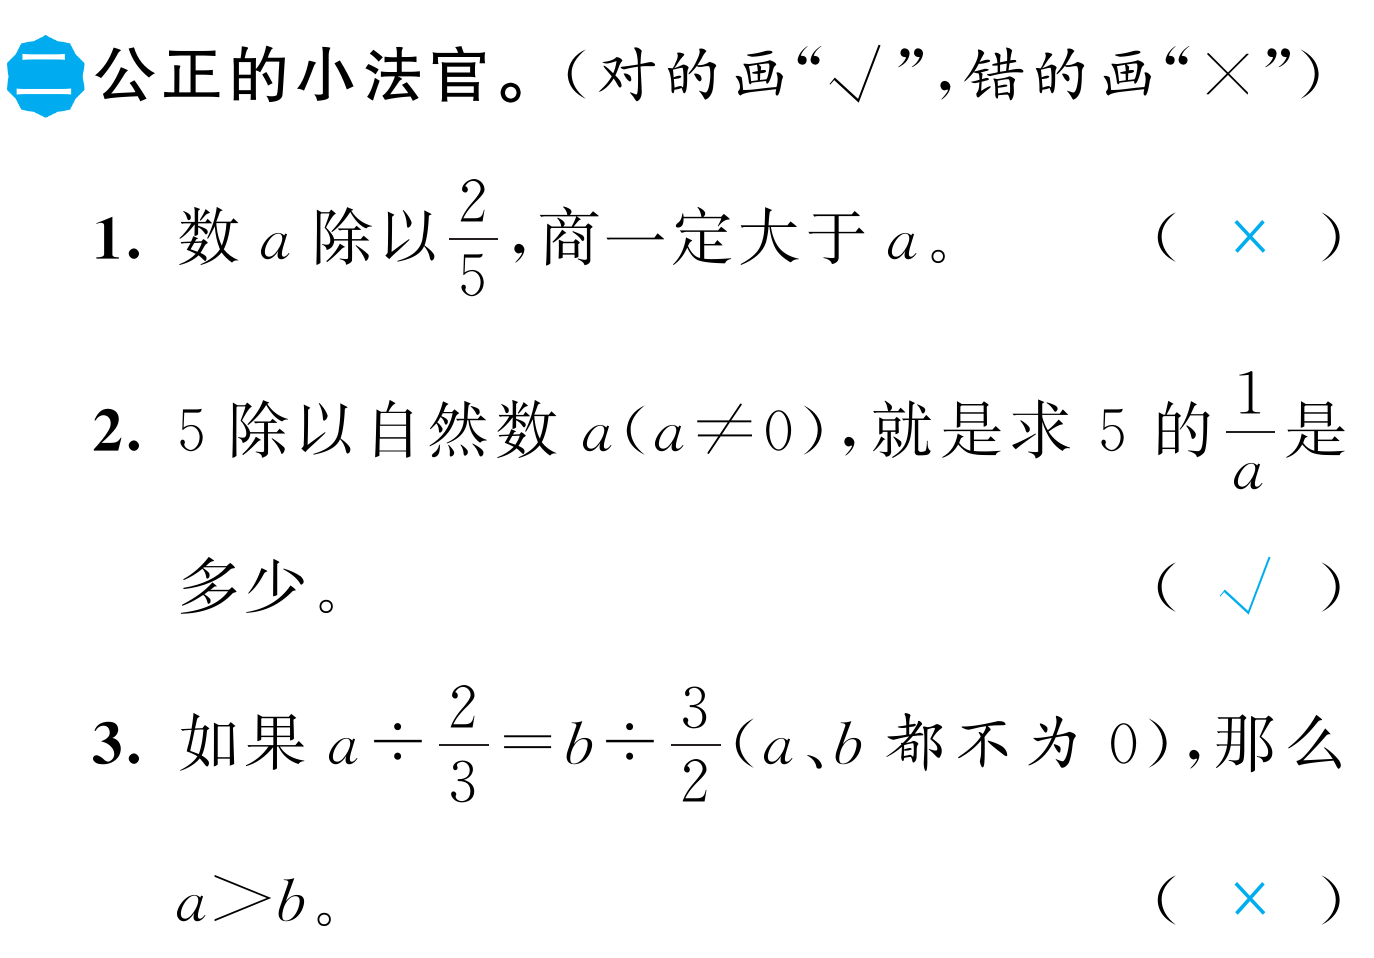 二 公正的小法官。(对的画“√”,错的画“×”)
1. 数 a 除以 2/5 ,商一定大于 a。 ( × )
2. 5 除以自然数 a(a≠0),就是求 5 的 1/a 是
多少。 ( √ )
3. 如果 a÷2/3=b÷3/2(a、b 都不为 0),那么
a>b。 ( × )